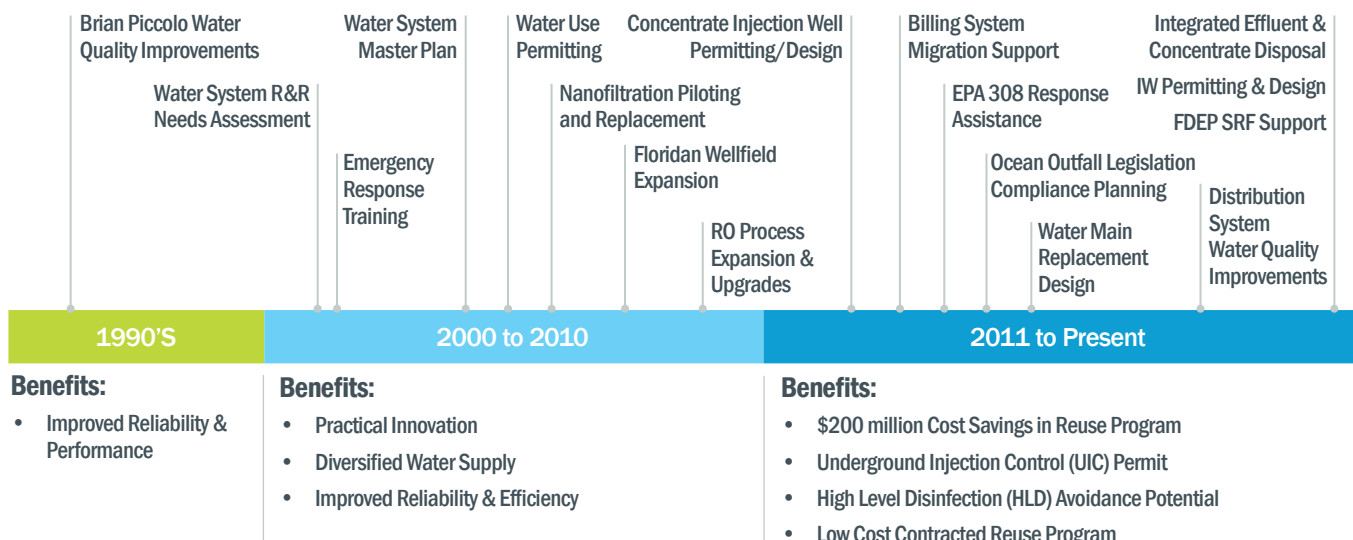 Brian Piccolo Water
Quality Improvements
Water System
Master Plan
Water Use
Permitting
Concentrate Injection Well
Permitting/Design
Billing System
Migration Support
Integrated Effluent &
Concentrate Disposal
IW Permitting & Design
FDEP SRF Support
Water System R&R
Needs Assessment
Nanofiltration Piloting
and Replacement
EPA 308 Response
Assistance
Emergency
Response
Training
Floridan Wellfield
Expansion
Ocean Outfall Legislation
Compliance Planning
Distribution
System
Water Quality
Improvements
RO Process
Expansion &
Upgrades
Water Main
Replacement
Design
1990'S
2000 to 2010
2011 to Present
Benefits:
• Improved Reliability &
Performance
Benefits:
• Practical Innovation
• Diversified Water Supply
• Improved Reliability & Efficiency
Benefits:
• $200 million Cost Savings in Reuse Program
• Underground Injection Control (UIC) Permit
• High Level Disinfection (HLD) Avoidance Potential
• Low Cost Contracted Reuse Program